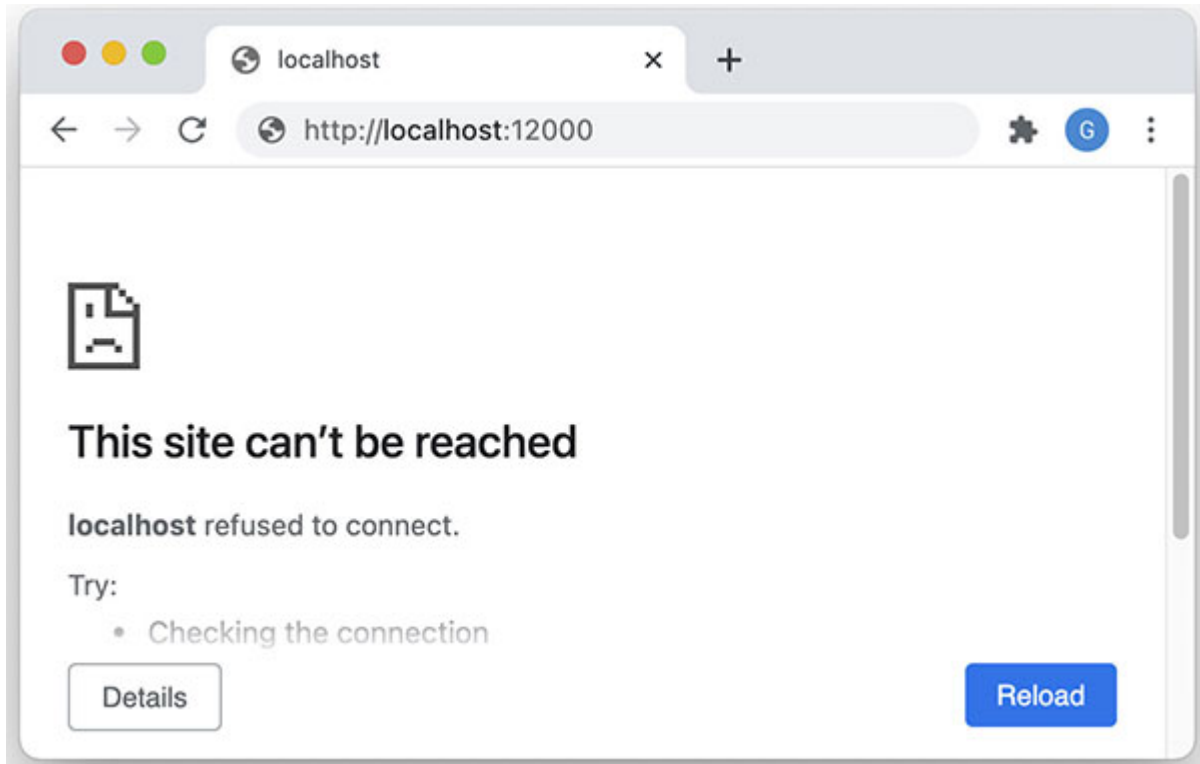 localhost
http://localhost:12000
G
This site can’t be reached
localhost refused to connect.
Try:
• Checking the connection
Details
Reload